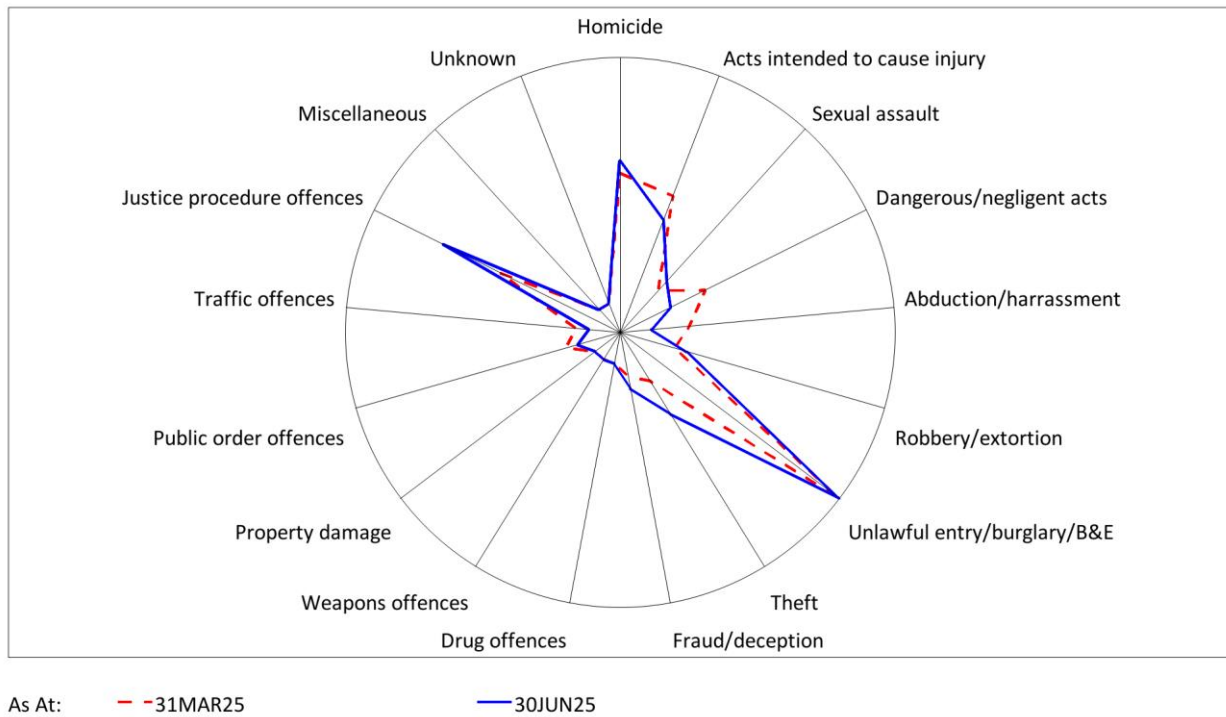 Homicide
Unknown
Acts intended to cause injury
Miscellaneous
Sexual assault
Justice procedure offences
Dangerous/negligent acts
Traffic offences
Abduction/harrassment
Public order offences
Robbery/extortion
Property damage
Unlawful entry/burglary/B&E
Weapons offences
Theft
Drug offences
Fraud/deception
As At: 31MAR25 30JUN25